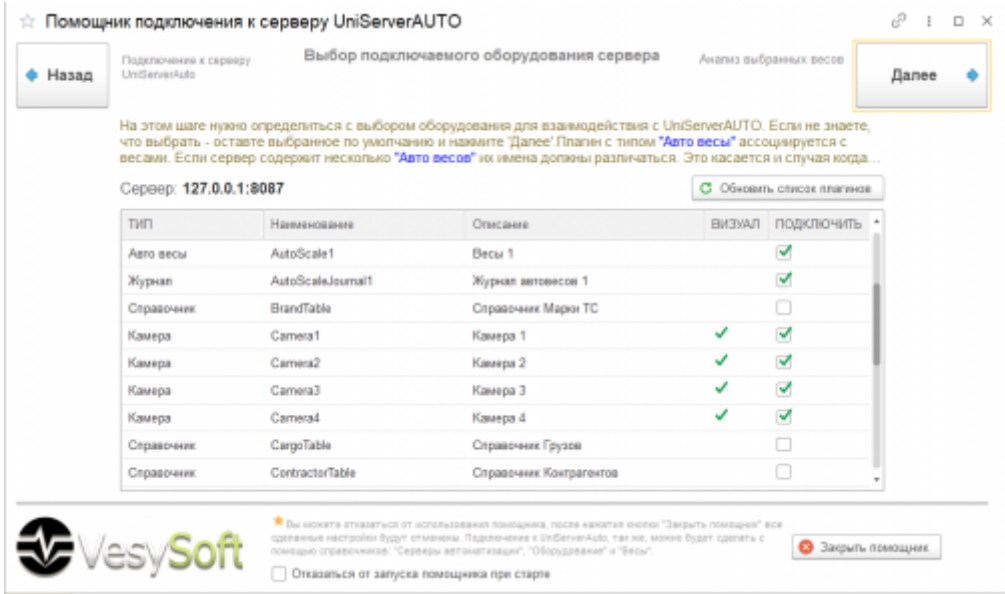 Помощник подключения к серверу UniServerAUTO
Назад
Подключение к серверу
UniServerAuto
Выбор подключаемого оборудования сервера
Анализ выбранных весов
Далее
На этом шаге нужно определиться с выбором оборудования для взаимодействия с UniServerAUTO. Если не знаете,
что выбрать - оставте выбранное по умолчанию и нажмите 'Далее'.Плагин с типом "Авто весы" ассоциируется с
весами. Если сервер содержит несколько "Авто весов" их имена должны различаться. Это касается и случая когда...
Сервер: 127.0.0.1:8087
Обновить список плагинов
ТИП Наименование Описание ВИЗУАЛ ПОДКЛЮЧИТЬ
Авто весы AutoScale1 Весы 1
Журнал AutoScaleJournal1 Журнал автовесов 1
Справочник BrandTable Справочник Марки ТС
Камера Camera1 Камера 1
Камера Camera2 Камера 2
Камера Camera3 Камера 3
Камера Camera4 Камера 4
Справочник CargoTable Справочник Грузов
Справочник ContractorTable Справочник Контрагентов
VesySoft
Вы можете отказаться от использования помощника, после нажатия кнопки "Закрыть помощник" все
сделанные настройки будут отменены. Подключение к UniServerAuto, так же, можно будет сделать с
помощью справочников: "Серверы автоматизации", "Оборудование" и "Весы".
Закрыть помощник
Отказаться от запуска помощника при старте